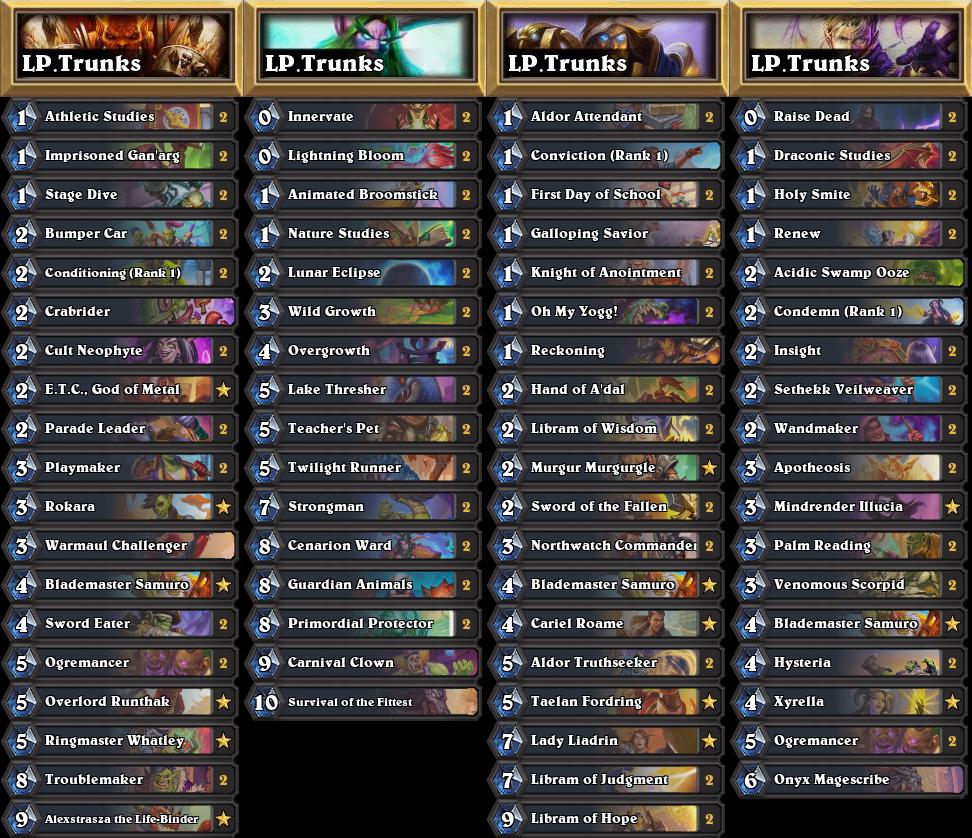 LP.Trunks
1 Athletic Studies 2
1 Imprisoned Gan'arg 2
1 Stage Dive 2
2 Bumper Car 2
2 Conditioning (Rank 1) 2
2 Crabrider
2 Cult Neophyte 2
2 E.T.C., God of Metal
2 Parade Leader 2
3 Playmaker 2
3 Rokara
3 Warmaul Challenger
4 Blademaster Samuro
4 Sword Eater 2
5 Ogremancer 2
5 Overlord Runthak
5 Ringmaster Whatley
8 Troublemaker 2
9 Alexstrasza the Life-Binder
LP.Trunks
0 Innervate 2
0 Lightning Bloom 2
1 Animated Broomstick 2
1 Nature Studies 2
2 Lunar Eclipse 2
3 Wild Growth 2
4 Overgrowth 2
5 Lake Thresher 2
5 Teacher's Pet 2
5 Twilight Runner 2
7 Strongman 2
8 Cenarion Ward 2
8 Guardian Animals 2
8 Primordial Protector 2
9 Carnival Clown
10 Survival of the Fittest
LP.Trunks
1 Aldor Attendant 2
1 Conviction (Rank 1)
1 First Day of School 2
1 Galloping Savior
1 Knight of Anointment 2
1 Oh My Yogg! 2
1 Reckoning
2 Hand of A'dal 2
2 Libram of Wisdom 2
2 Murgur Murgurgle
2 Sword of the Fallen 2
3 Northwatch Commander 2
4 Blademaster Samuro
4 Cariel Roame
5 Aldor Truthseeker 2
5 Taelan Fordring
7 Lady Liadrin
7 Libram of Judgment 2
9 Libram of Hope 2
LP.Trunks
0 Raise Dead 2
1 Draconic Studies 2
1 Holy Smite 2
1 Renew 2
2 Acidic Swamp Ooze
2 Condemn (Rank 1)
2 Insight 2
2 Sethekk Veilweaver 2
2 Wandmaker 2
3 Apotheosis 2
3 Mindrender Illucia
3 Palm Reading 2
3 Venomous Scorpid 2
4 Blademaster Samuro
4 Hysteria 2
4 Xyrella
5 Ogremancer 2
6 Onyx Magescribe